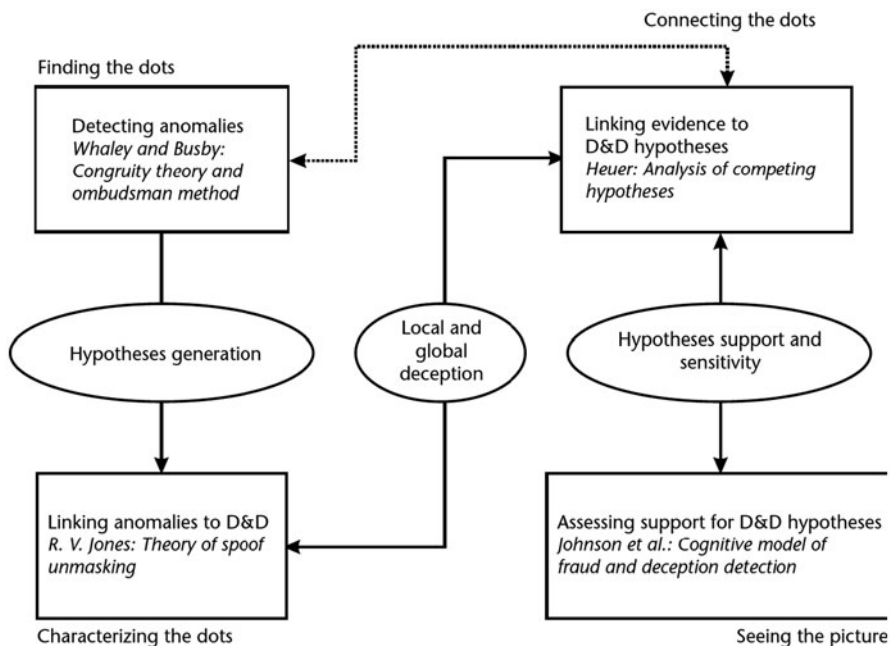 Connecting the dots
Finding the dots
Detecting anomalies
Whaley and Busby:
Congruity theory and
ombudsman method
Linking evidence to
D&D hypotheses
Heuer: Analysis of competing
hypotheses
Hypotheses generation
Local and
global
deception
Hypotheses support and
sensitivity
Linking anomalies to D&D
R. V. Jones: Theory of spoof
unmasking
Assessing support for D&D hypotheses
Johnson et al.: Cognitive model of
fraud and deception detection
Characterizing the dots
Seeing the picture